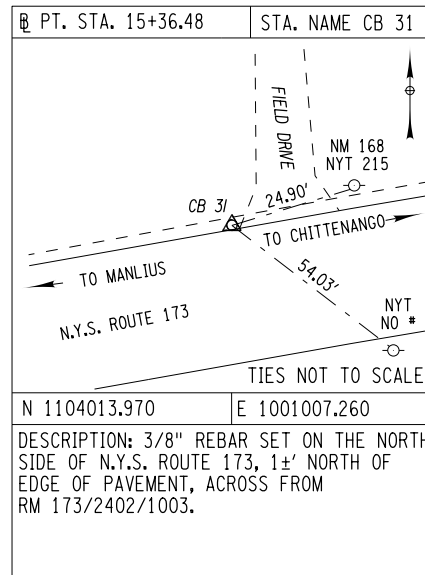 ℄ PT. STA. 15+36.48
STA. NAME CB 31
FIELD DRIVE
NM 168
NYT 215
24.90'
CB 31
TO CHITTENANGO
TO MANLIUS
54.03'
N.Y.S. ROUTE 173
NYT
NO #
TIES NOT TO SCALE
N 1104013.970
E 1001007.260
DESCRIPTION: 3/8" REBAR SET ON THE NORTH
SIDE OF N.Y.S. ROUTE 173, 1±' NORTH OF
EDGE OF PAVEMENT, ACROSS FROM
RM 173/2402/1003.